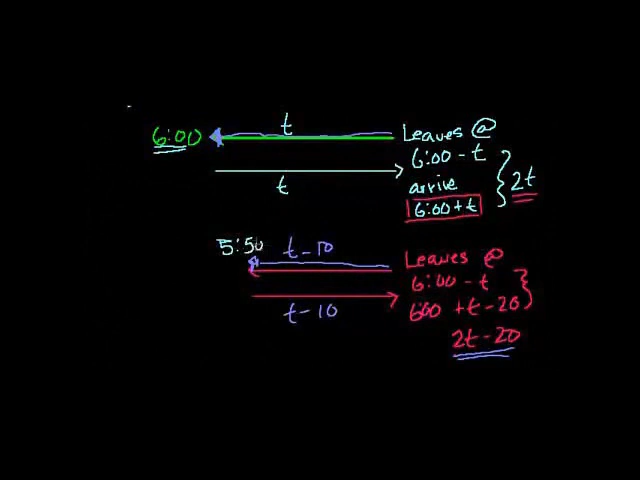 t
6:00
Leaves @
6:00 - t
t
arrive
6:00 + t
2t
5:50
t - 10
Leaves @
6:00 - t
t - 10
6:00 + t - 20
2t - 20